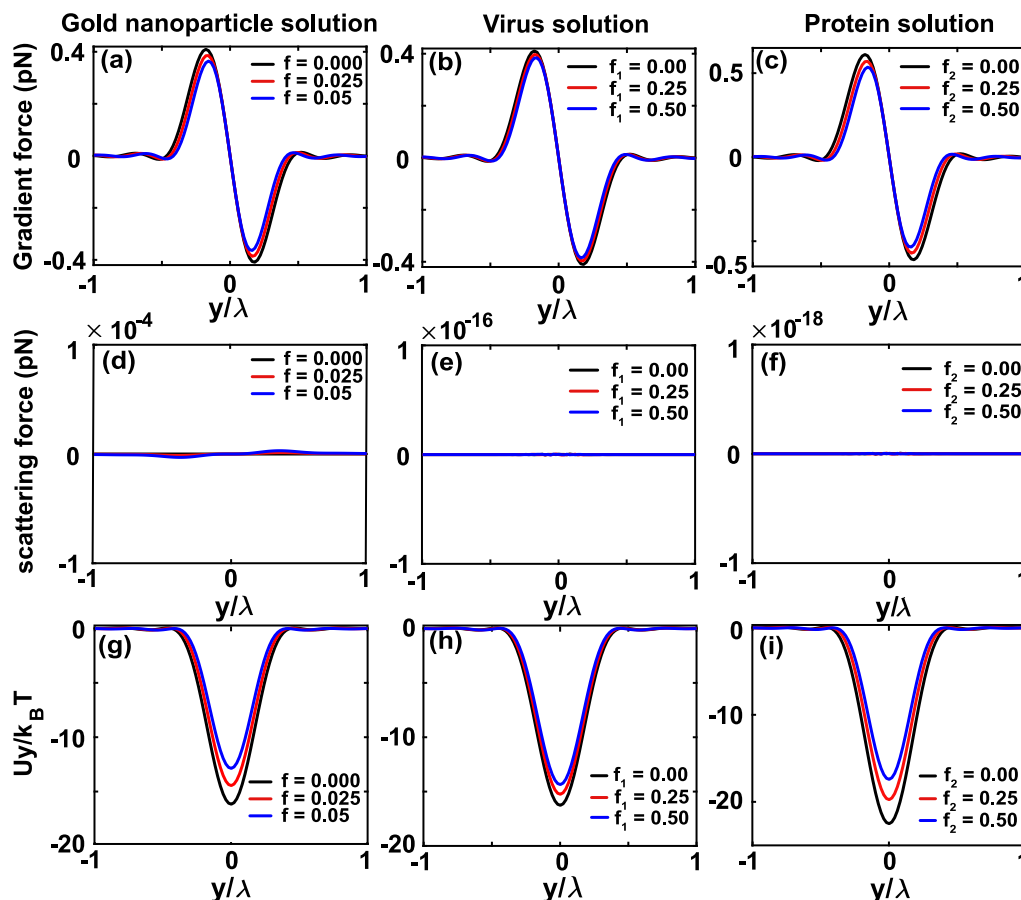 Gold nanoparticle solution Virus solution Protein solution
Gradient force (pN)
0.4
0
-0.4
(a)
f = 0.000
f = 0.025
f = 0.05
-1 0 1
y/λ
0.4
0
-0.4
(b)
f1 = 0.00
f1 = 0.25
f1 = 0.50
-1 0 1
y/λ
0.5
0
-0.5
(c)
f2 = 0.00
f2 = 0.25
f2 = 0.50
-1 0 1
y/λ
scattering force (pN)
× 10-4
1
0
-1
(d)
f = 0.000
f = 0.025
f = 0.05
-1 0 1
y/λ
× 10-16
1
0
-1
(e)
f1 = 0.00
f1 = 0.25
f1 = 0.50
-1 0 1
y/λ
× 10-18
1
0
-1
(f)
f2 = 0.00
f2 = 0.25
f2 = 0.50
-1 0 1
y/λ
Uy/kBT
0
-10
-20
(g)
f = 0.000
f = 0.025
f = 0.05
-1 0 1
y/λ
0
-10
-20
(h)
f1 = 0.00
f1 = 0.25
f1 = 0.50
-1 0 1
y/λ
0
-10
-20
(i)
f2 = 0.00
f2 = 0.25
f2 = 0.50
-1 0 1
y/λ